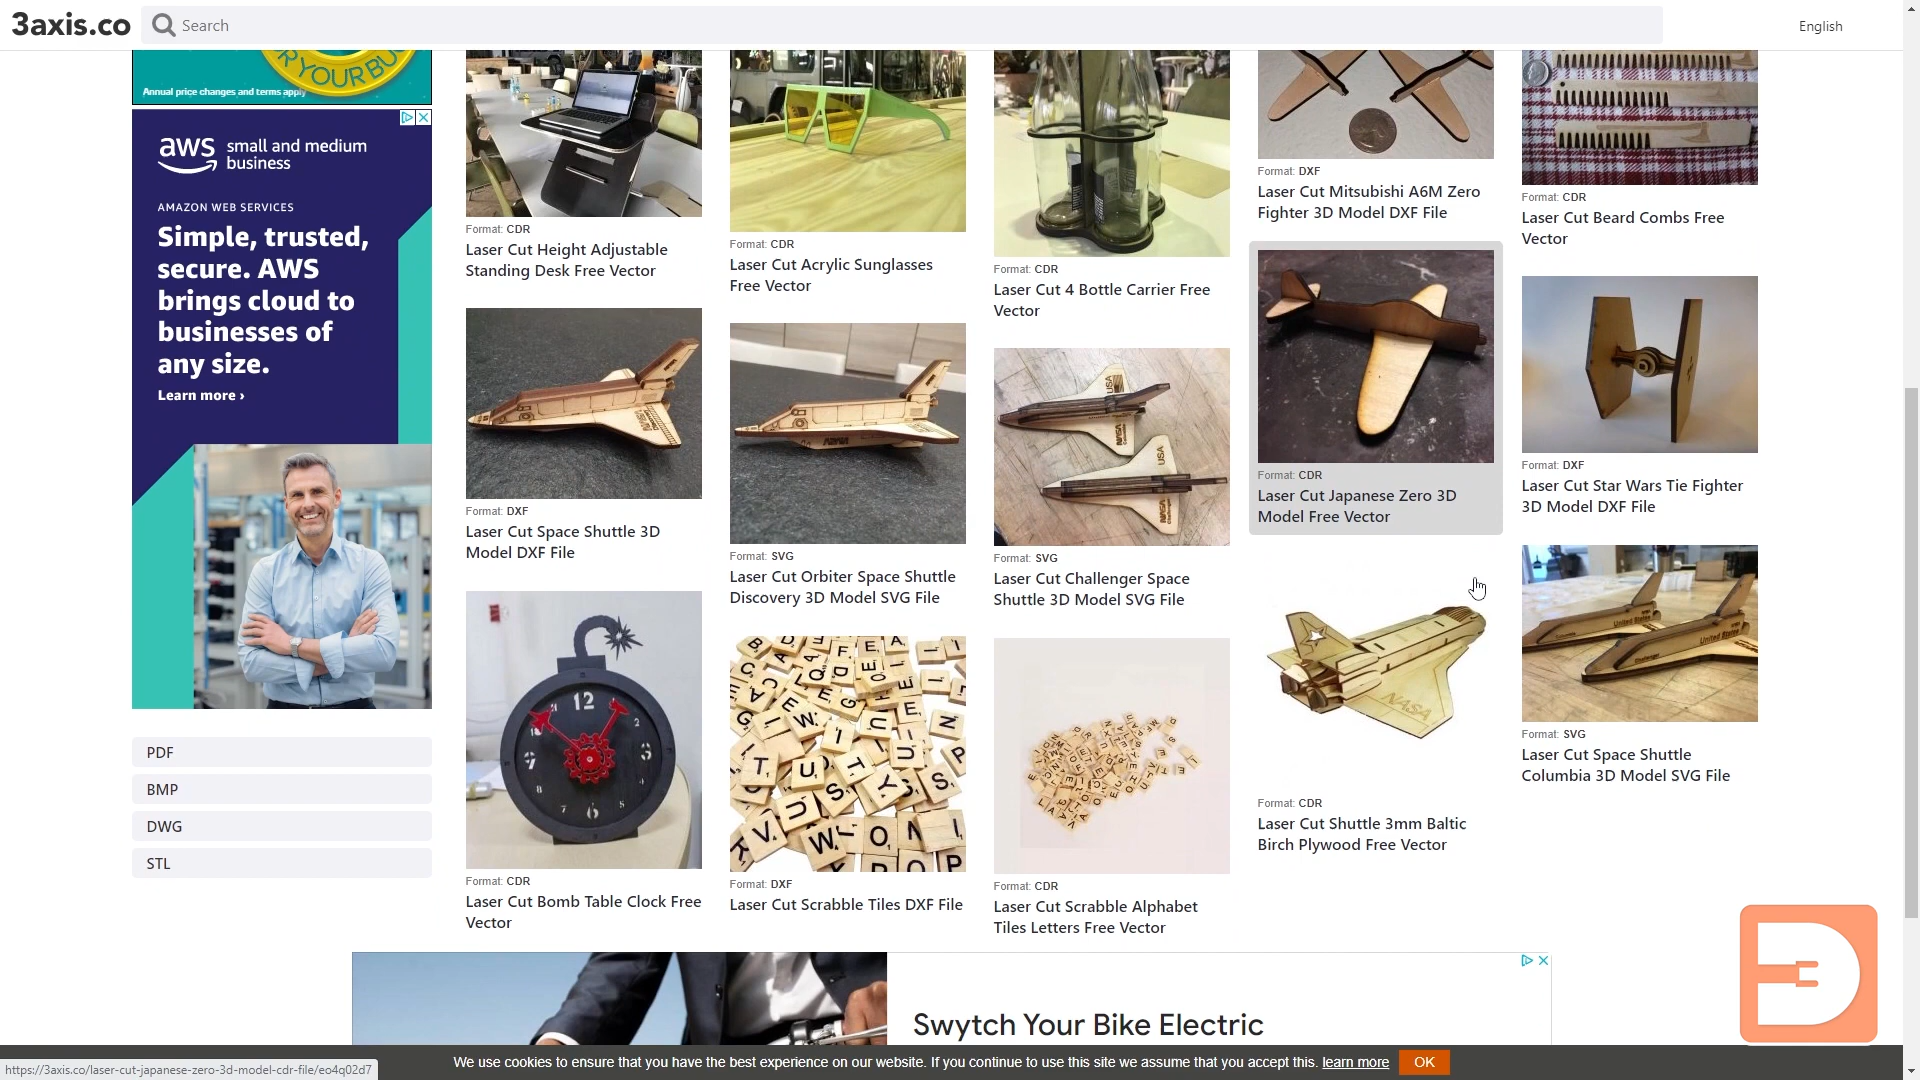 3axis.co
Search
English
R YOUR BU
Annual price changes and terms apply
aws small and medium
business
AMAZON WEB SERVICES
Simple, trusted,
secure. AWS
brings cloud to
businesses of
any size.
Learn more ›
PDF
BMP
DWG
STL
Format: CDR
Laser Cut Height Adjustable
Standing Desk Free Vector
Format: DXF
Laser Cut Space Shuttle 3D
Model DXF File
12
Format: CDR
Laser Cut Bomb Table Clock Free
Vector
Format: CDR
Laser Cut Acrylic Sunglasses
Free Vector
Format: SVG
Laser Cut Orbiter Space Shuttle
Discovery 3D Model SVG File
Format: DXF
Laser Cut Scrabble Tiles DXF File
Format: CDR
Laser Cut 4 Bottle Carrier Free
Vector
USA
USA
Format: SVG
Laser Cut Challenger Space
Shuttle 3D Model SVG File
Format: CDR
Laser Cut Scrabble Alphabet
Tiles Letters Free Vector
Format: DXF
Laser Cut Mitsubishi A6M Zero
Fighter 3D Model DXF File
Format: CDR
Laser Cut Japanese Zero 3D
Model Free Vector
NASA
Format: CDR
Laser Cut Shuttle 3mm Baltic
Birch Plywood Free Vector
Format: CDR
Laser Cut Beard Combs Free
Vector
Format: DXF
Laser Cut Star Wars Tie Fighter
3D Model DXF File
United States
Format: SVG
Laser Cut Space Shuttle
Columbia 3D Model SVG File
Swytch Your Bike Electric
We use cookies to ensure that you have the best experience on our website. If you continue to use this site we assume that you accept this. learn more OK
https://3axis.co/laser-cut-japanese-zero-3d-model-cdr-file/eo4q02d7